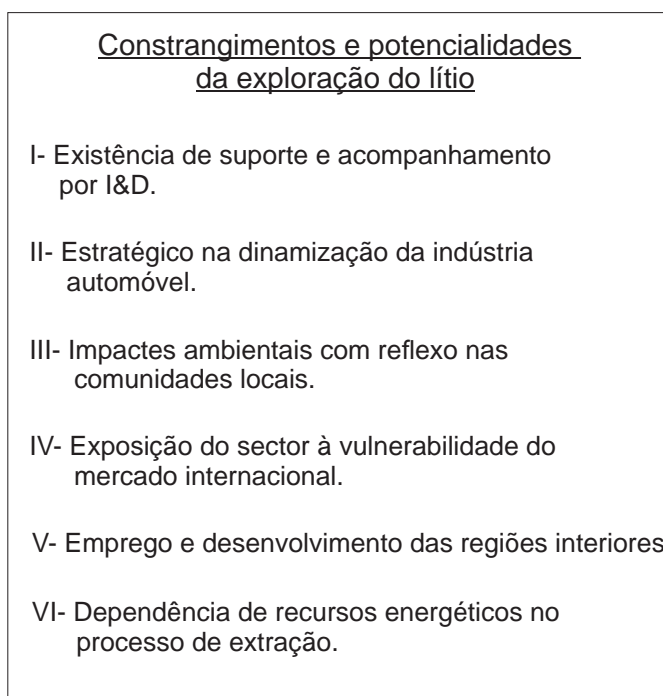 Constrangimentos e potencialidades
da exploração do lítio
I- Existência de suporte e acompanhamento
por I&D.
II- Estratégico na dinamização da indústria
automóvel.
III- Impactes ambientais com reflexo nas
comunidades locais.
IV- Exposição do sector à vulnerabilidade do
mercado internacional.
V- Emprego e desenvolvimento das regiões interiores
VI- Dependência de recursos energéticos no
processo de extração.